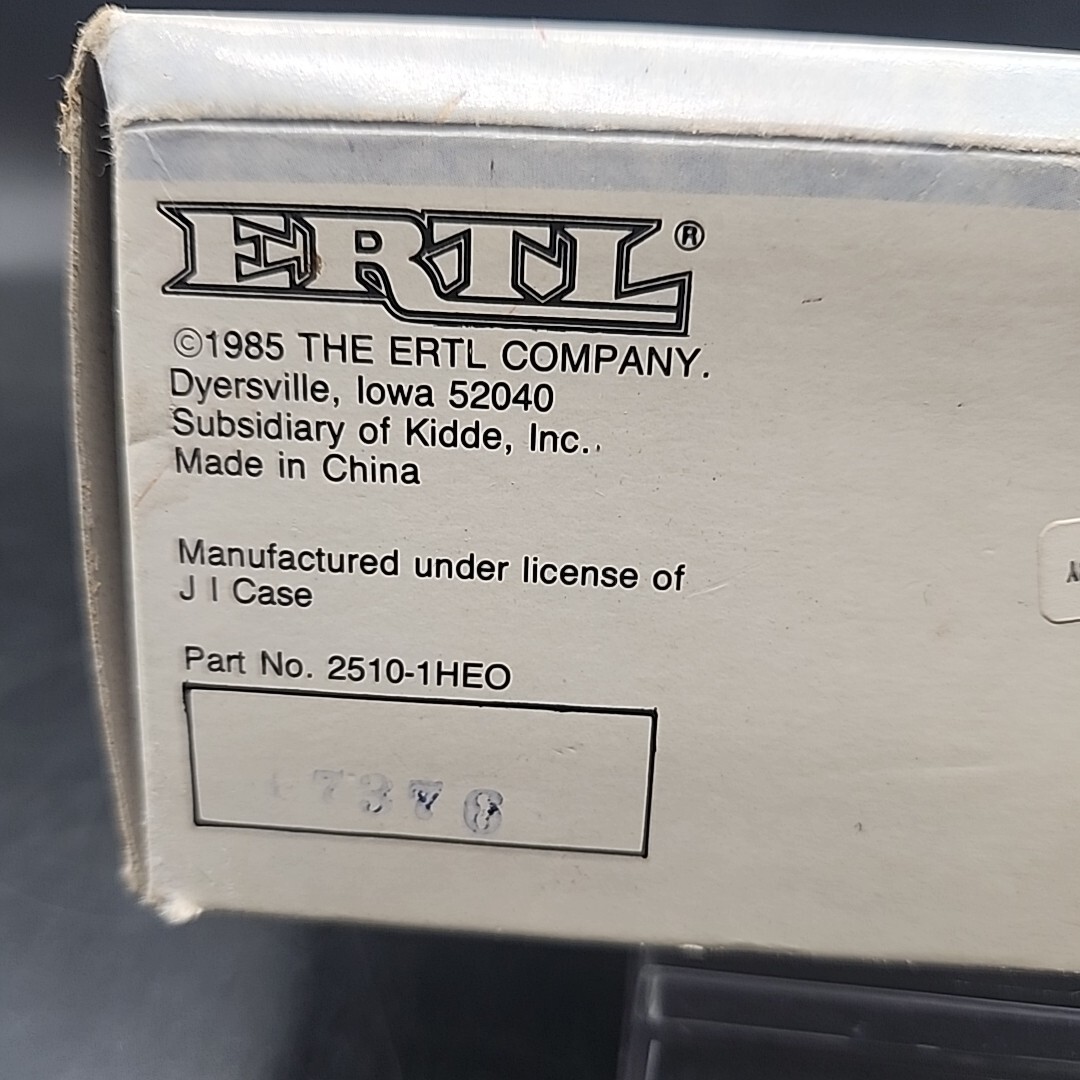 ERTL®
©1985 THE ERTL COMPANY.
Dyersville, Iowa 52040
Subsidiary of Kidde, Inc.
Made in China
Manufactured under license of
J I Case
Part No. 2510-1HEO